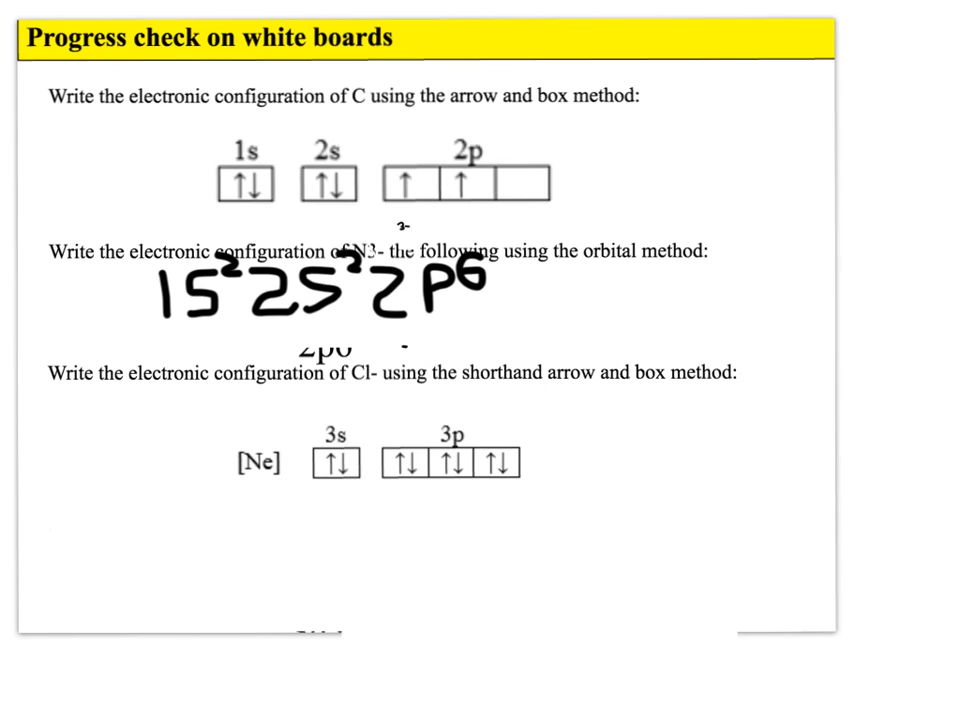 Progress check on white boards
Write the electronic configuration of C using the arrow and box method:
1s 2s 2p
↑↓ ↑↓ ↑ ↑
3-
Write the electronic configuration of N3- the following using the orbital method:
1S²2S²2P⁶
Write the electronic configuration of Cl- using the shorthand arrow and box method:
3s 3p
[Ne] ↑↓ ↑↓ ↑↓ ↑↓